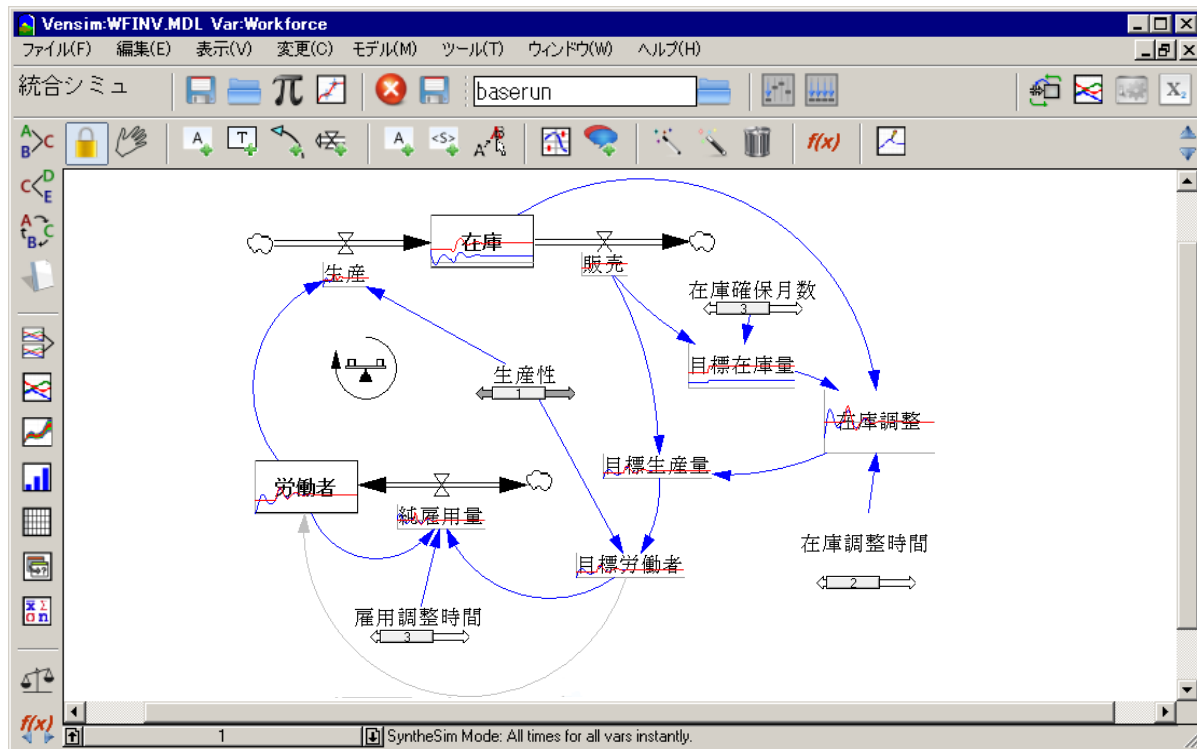 Vensim:WFINV.MDL Var:Workforce
ファイル(F) 編集(E) 表示(V) 変更(C) モデル(M) ツール(T) ウィンドウ(W) ヘルプ(H)
統合シミュ
baserun
在庫
生産
販売
在庫確保月数
3
目標在庫量
生産性
1
在庫調整
目標生産量
労働者
純雇用量
在庫調整時間
2
目標労働者
雇用調整時間
3
1
SyntheSim Mode: All times for all vars instantly.